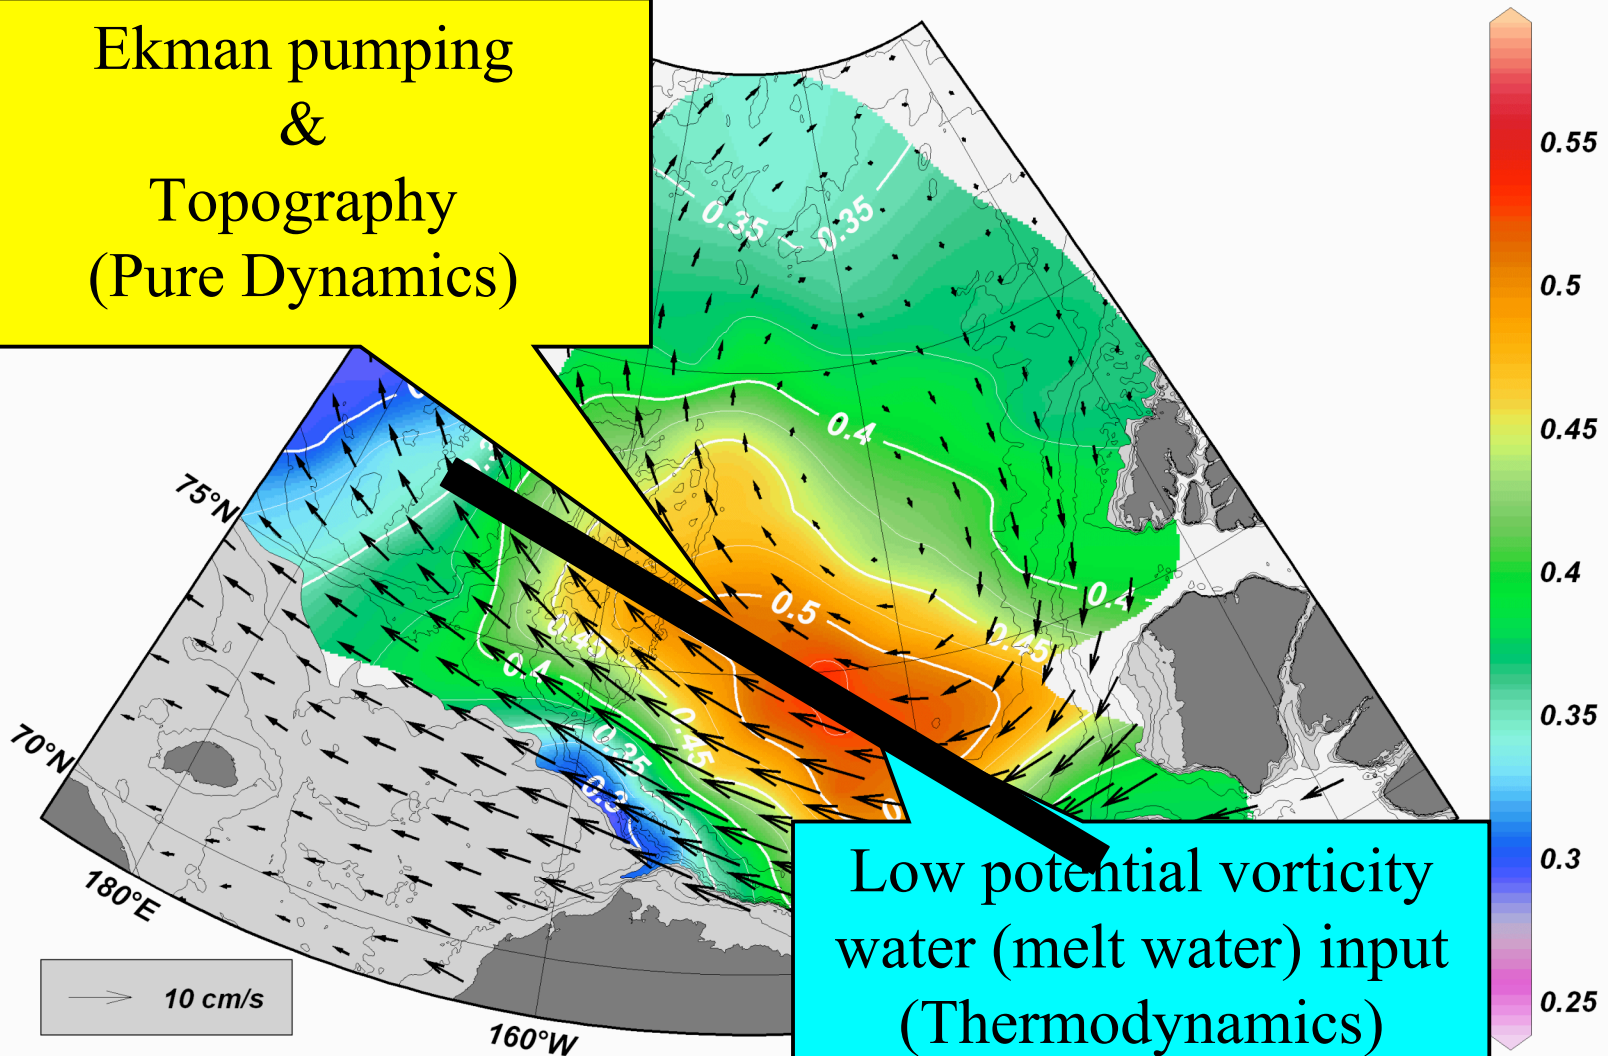 Ekman pumping
&
Topography
(Pure Dynamics)
0.55
0.5
0.45
0.4
0.35
0.3
0.25
0.35
0.35
0.4
75°N
0.5
0.4
0.45
0.45
0.4
0.45
0.35
0.3
70°N
180°E
160°W
10 cm/s
Low potential vorticity
water (melt water) input
(Thermodynamics)